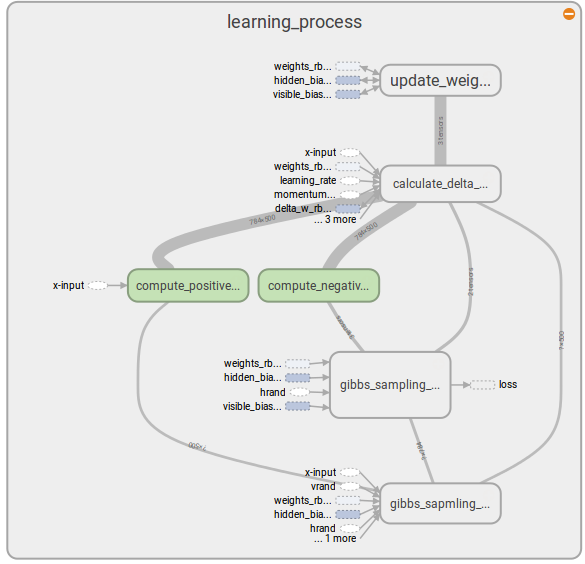 learning_process
weights_rb...
hidden_bia...
visible_bias...
update_weig...
3 tensors
x-input
weights_rb...
learning_rate
momentum...
delta_w_rb...
... 3 more
calculate_delta_...
784×500
784×500
x-input
compute_positive...
compute_negativ...
2 tensors
?×500
weights_rb...
hidden_bia...
hrand
visible_bias...
gibbs_sampling_...
loss
?×500
?×784
x-input
vrand
weights_rb...
hidden_bia...
hrand
... 1 more
gibbs_sapmling_...